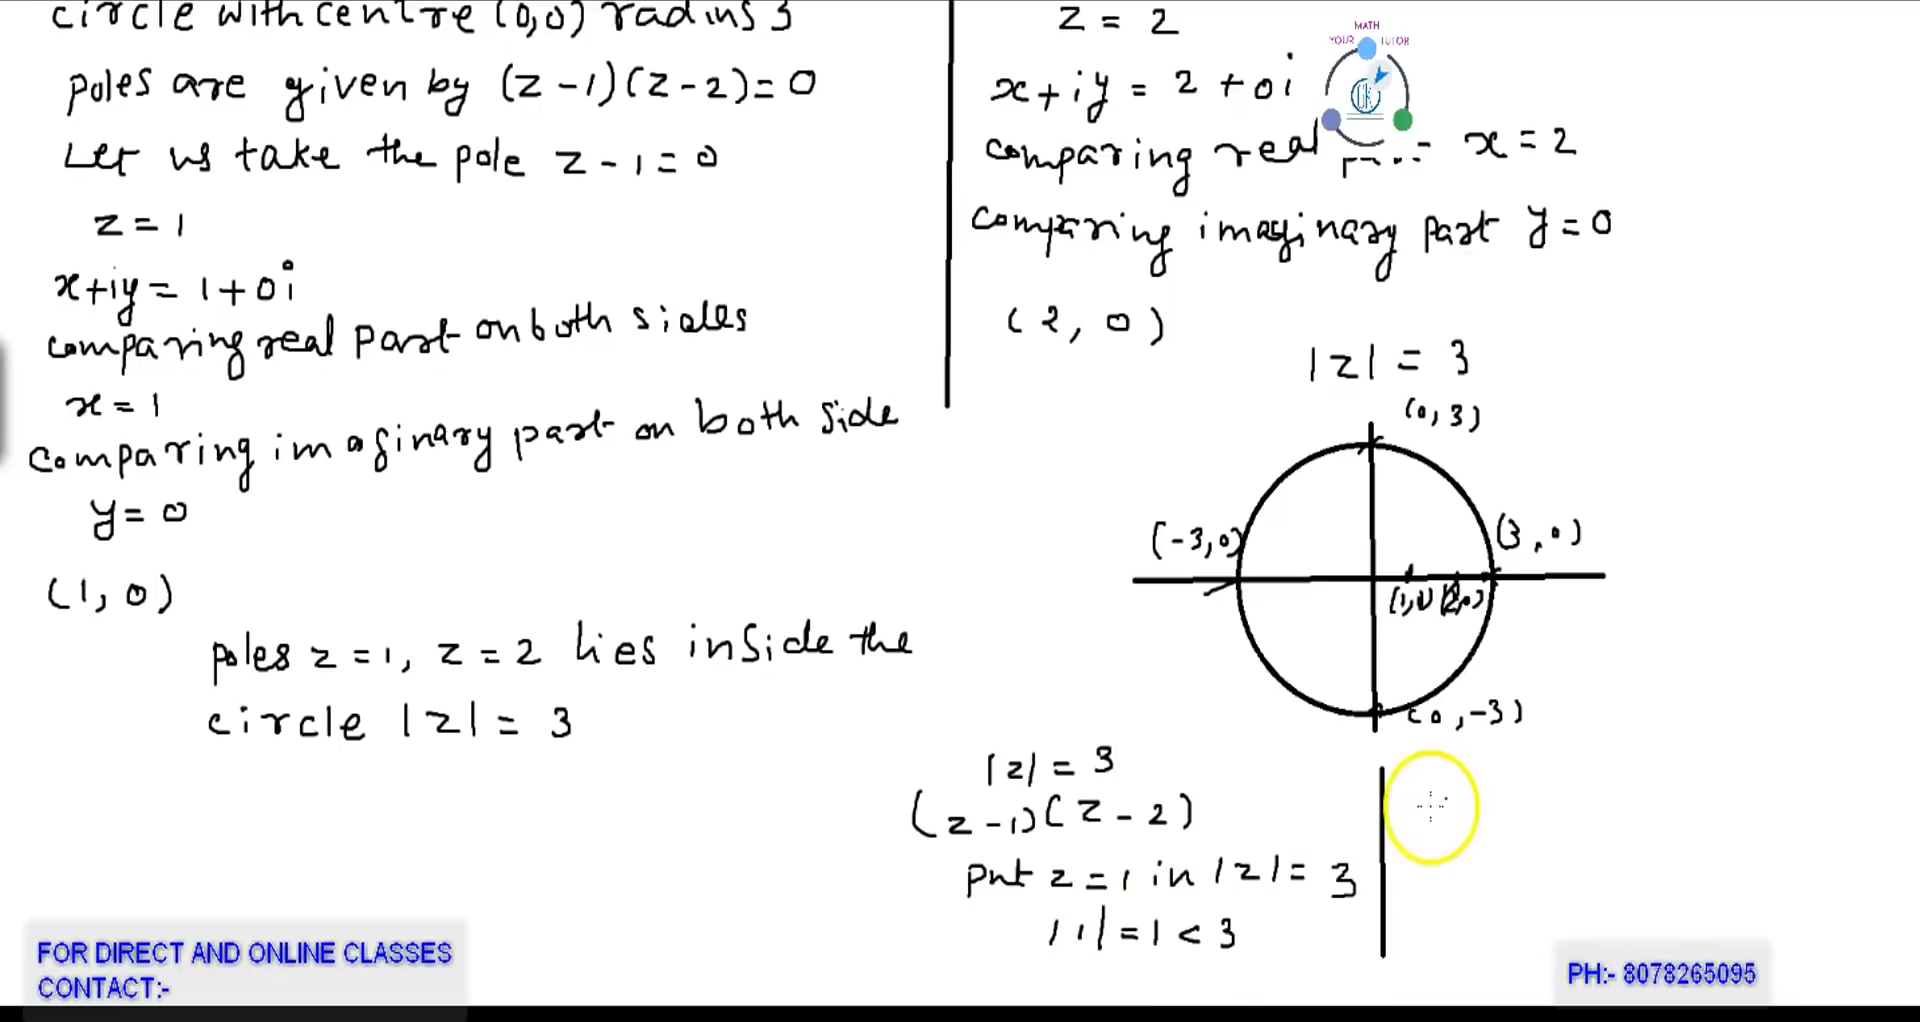 circle with centre (0,0) radius 3
poles are given by (z-1)(z-2)=0
Let us take the pole z-1=0
z=1
x+iy=1+0i
comparing real part on both sides
x=1
comparing imaginary part on both side
y=0
(1,0)
poles z=1, z=2 lies inside the
circle |z|=3
z=2
x+iy=2+0i
comparing real x=2
comparing imaginary part y=0
(2,0)
|z|=3
(0,3)
(-3,0)
(3,0)
(2,0)
(0,-3)
|z|=3
(z-1)(z-2)
put z=1 in |z|=3
|1|=1<3
MATH
YOUR TUTOR
FOR DIRECT AND ONLINE CLASSES
CONTACT:-
PH:- 8078265095